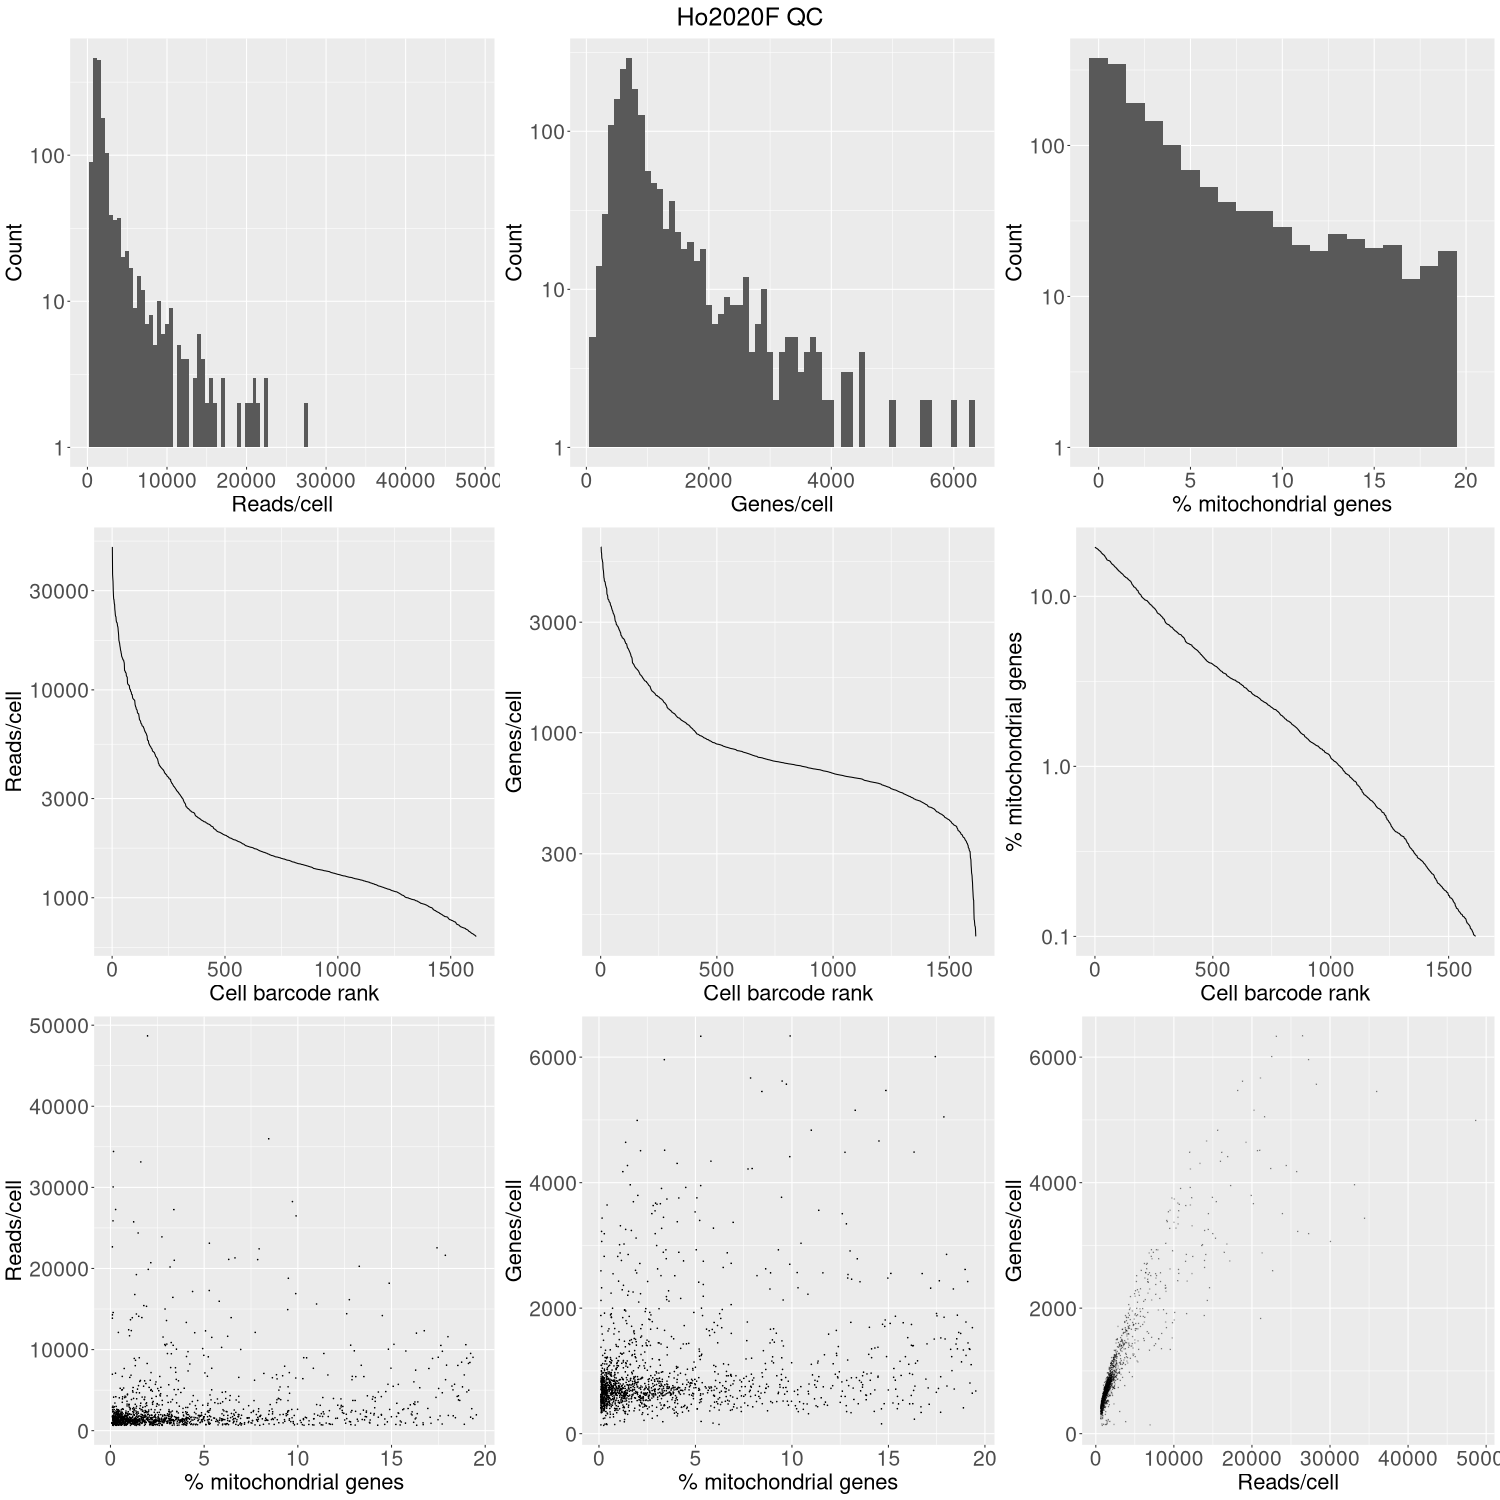 Ho2020F QC
Count
100
10
1
0 10000 20000 30000 40000 5000
Reads/cell
Count
100
10
1
0 2000 4000 6000
Genes/cell
Count
100
10
1
0 5 10 15 20
% mitochondrial genes
Reads/cell
30000
10000
3000
1000
0 500 1000 1500
Cell barcode rank
Genes/cell
3000
1000
300
0 500 1000 1500
Cell barcode rank
% mitochondrial genes
10.0
1.0
0.1
0 500 1000 1500
Cell barcode rank
Reads/cell
50000
40000
30000
20000
10000
0
0 5 10 15 20
% mitochondrial genes
Genes/cell
6000
4000
2000
0
0 5 10 15 20
% mitochondrial genes
Genes/cell
6000
4000
2000
0
0 10000 20000 30000 40000 5000
Reads/cell